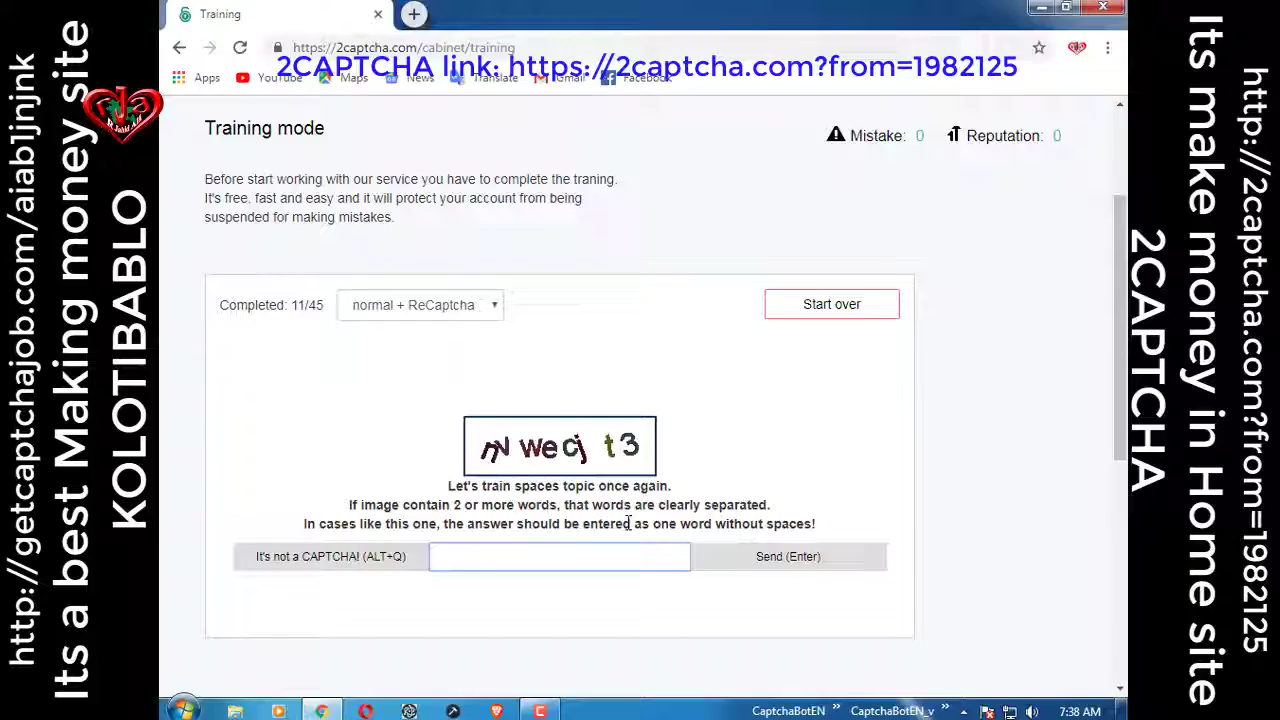 Training
https://2captcha.com/cabinet/training
2CAPTCHA link: https://2captcha.com?from=1982125
Apps YouTube Maps News Translate Gmail Facebook
Training mode
Mistake: 0 Reputation: 0
Before start working with our service you have to complete the traning.
It's free, fast and easy and it will protect your account from being
suspended for making mistakes.
Completed: 11/45 normal + ReCaptcha Start over
wecj t3
Let's train spaces topic once again.
If image contain 2 or more words, that words are clearly separated.
In cases like this one, the answer should be entered as one word without spaces!
It's not a CAPTCHA! (ALT+Q) Send (Enter)
CaptchaBotEN CaptchaBotEN_v 7:38 AM
http://getcaptchajob.com/aiab1jnjnk
Its a best Making money site
KOLOTIBABLO
Its make money in Home site
2CAPTCHA
http://2captcha.com?from=1982125